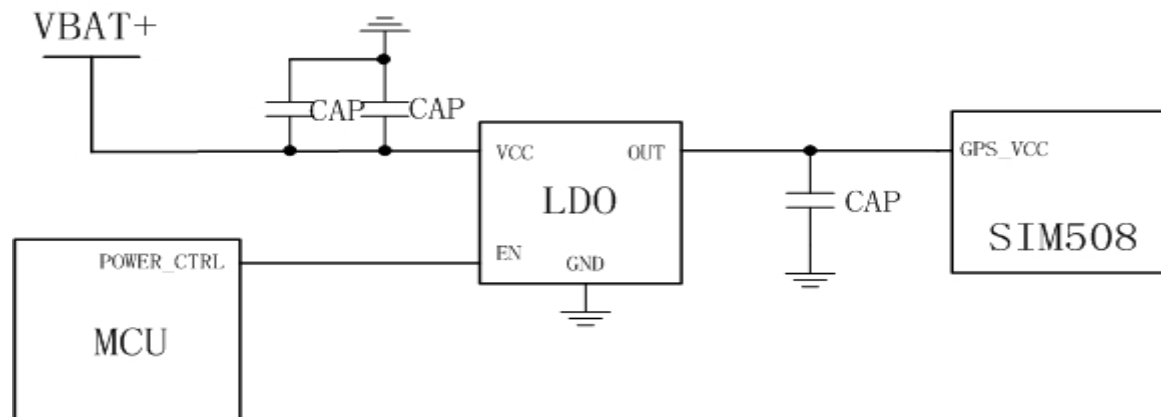 VBAT+
CAP CAP
VCC OUT
LDO
EN
GND
CAP
GPS_VCC
SIM508
POWER_CTRL
MCU